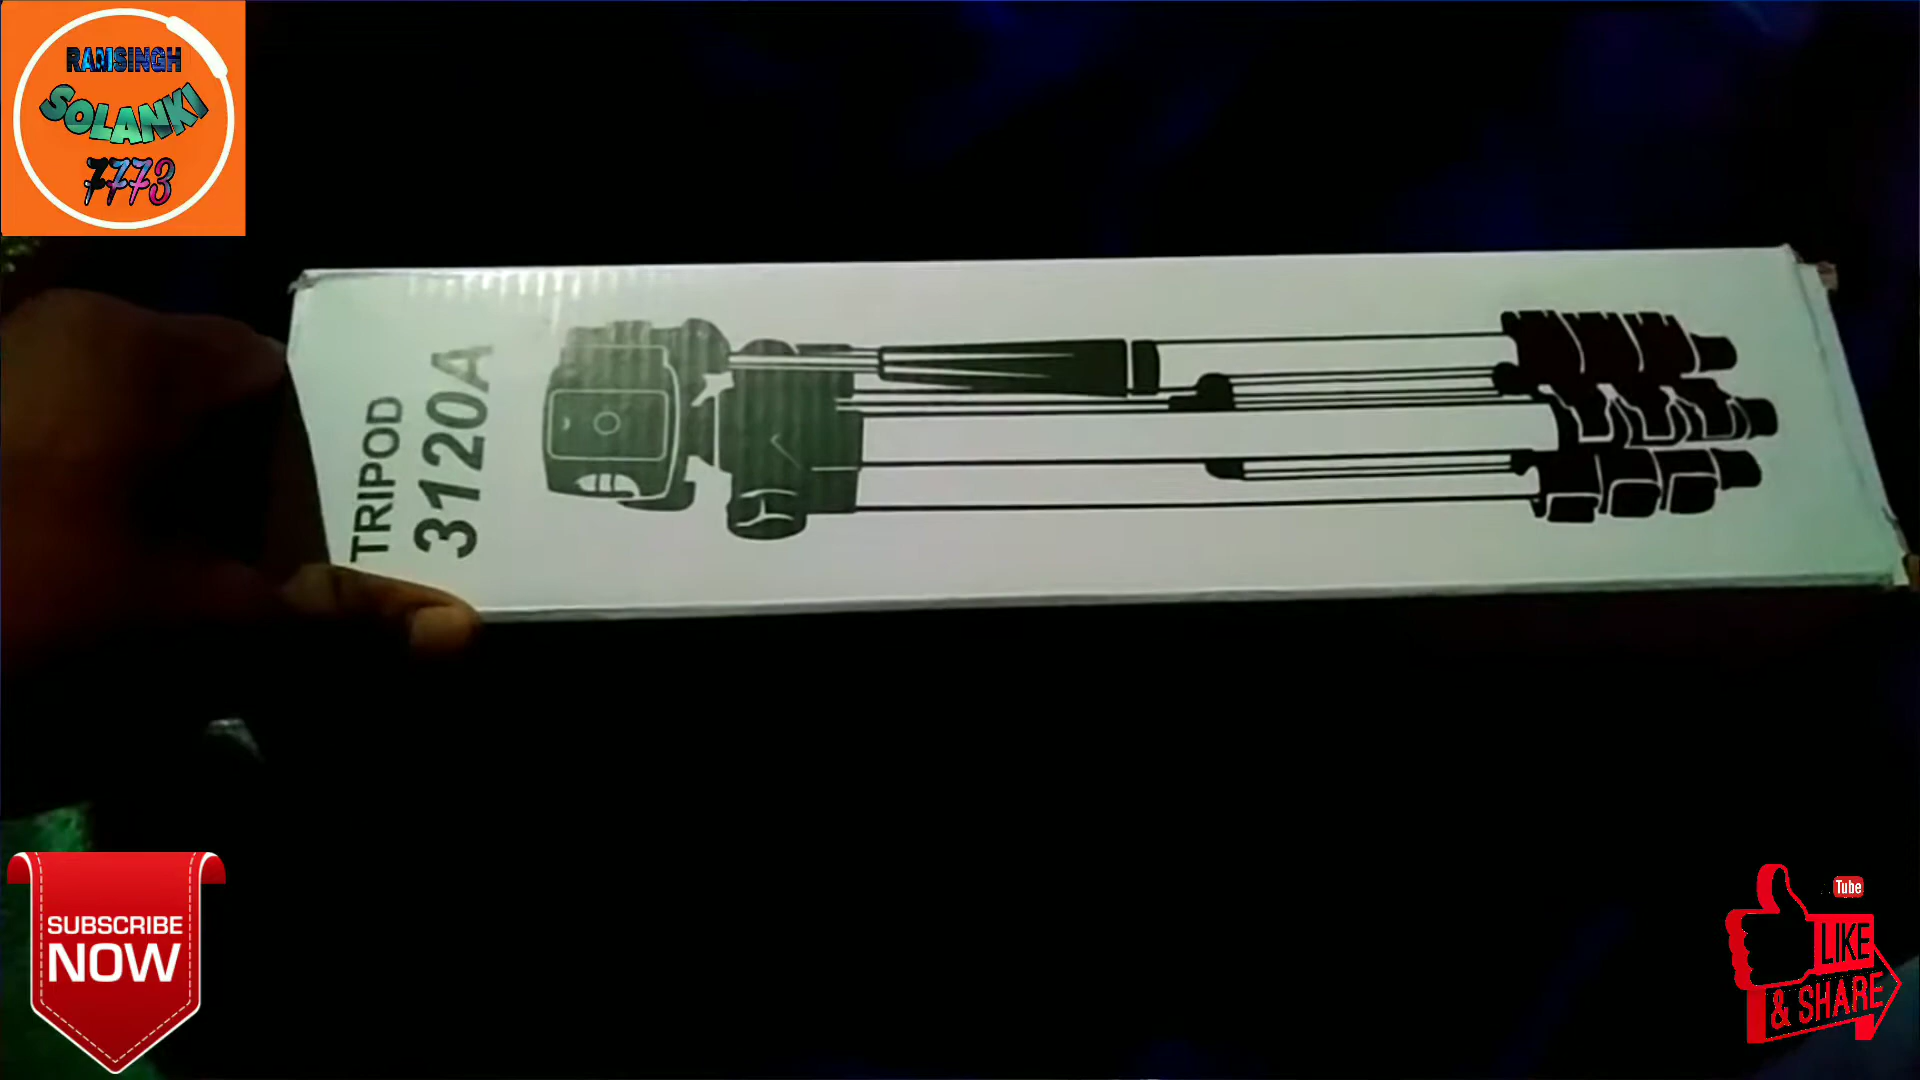 RAMSINGH
SOLANKI
7773
TRIPOD
3120A
SUBSCRIBE
NOW
Tube
LIKE
& SHARE